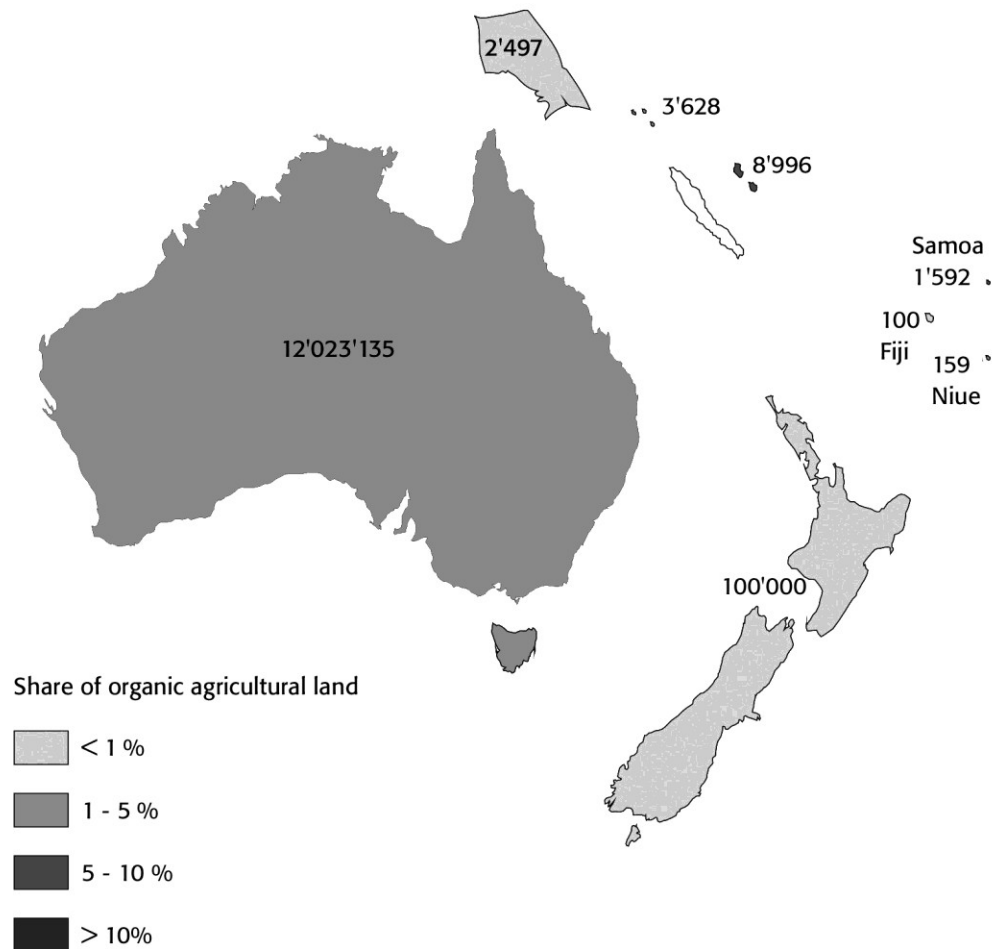 2'497
3'628
8'996
Samoa
1'592
100
Fiji
159
Niue
12'023'135
100'000
Share of organic agricultural land
< 1 %
1 - 5 %
5 - 10 %
> 10%